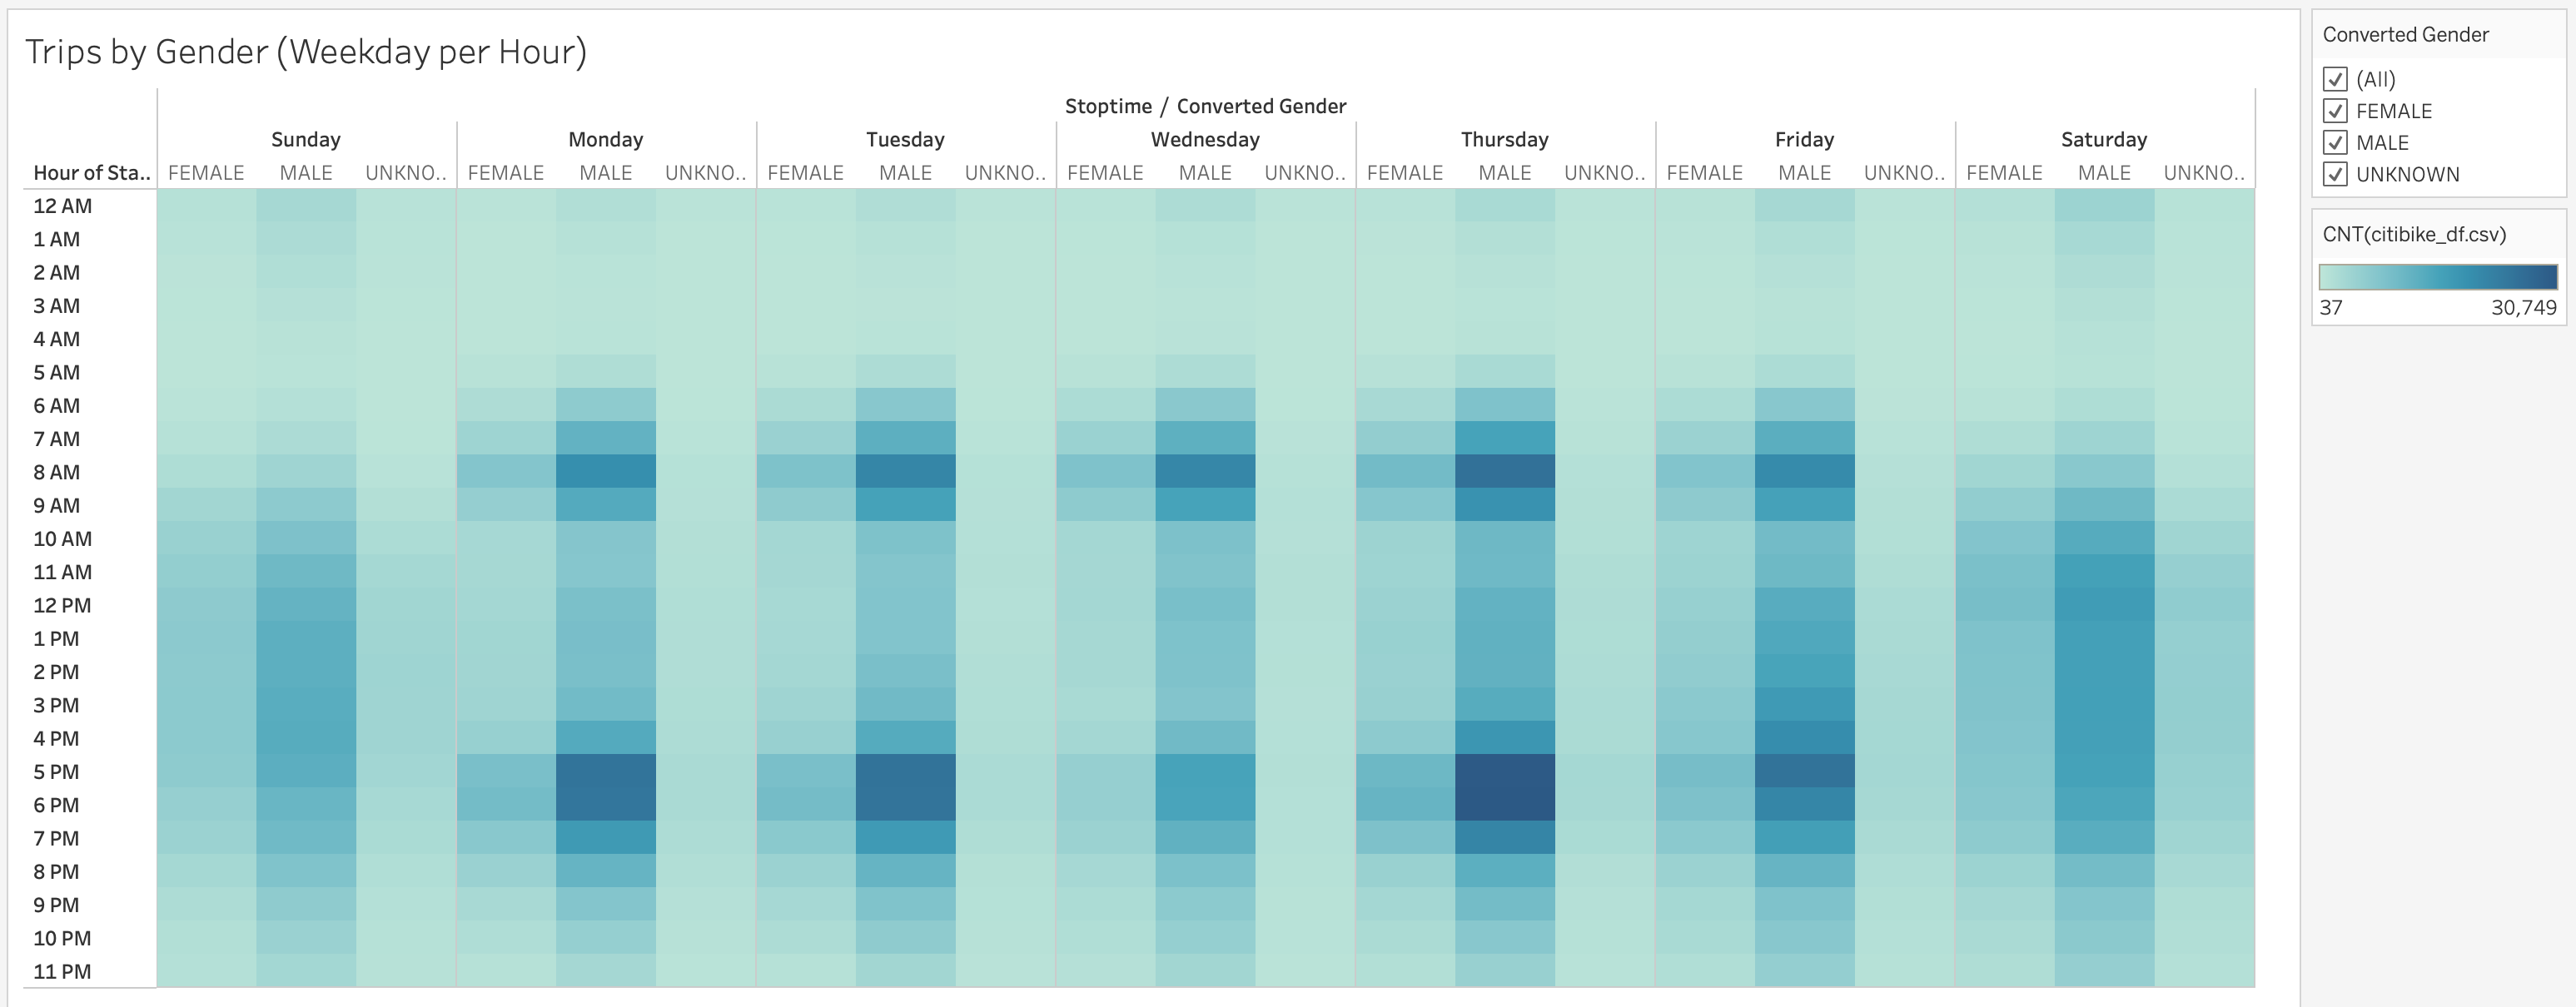 Trips by Gender (Weekday per Hour)
Stoptime / Converted Gender
Sunday Monday Tuesday Wednesday Thursday Friday Saturday
Hour of Sta.. FEMALE MALE UNKNO.. FEMALE MALE UNKNO.. FEMALE MALE UNKNO.. FEMALE MALE UNKNO.. FEMALE MALE UNKNO.. FEMALE MALE UNKNO.. FEMALE MALE UNKNO..
12 AM
1 AM
2 AM
3 AM
4 AM
5 AM
6 AM
7 AM
8 AM
9 AM
10 AM
11 AM
12 PM
1 PM
2 PM
3 PM
4 PM
5 PM
6 PM
7 PM
8 PM
9 PM
10 PM
11 PM
Converted Gender
(All)
FEMALE
MALE
UNKNOWN
CNT(citibike_df.csv)
37 30,749